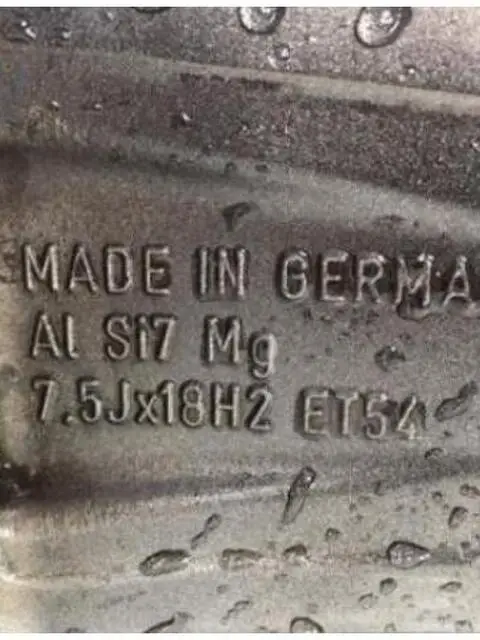 MADE IN GERMA
Al Si7 Mg
7.5Jx18H2 ET54